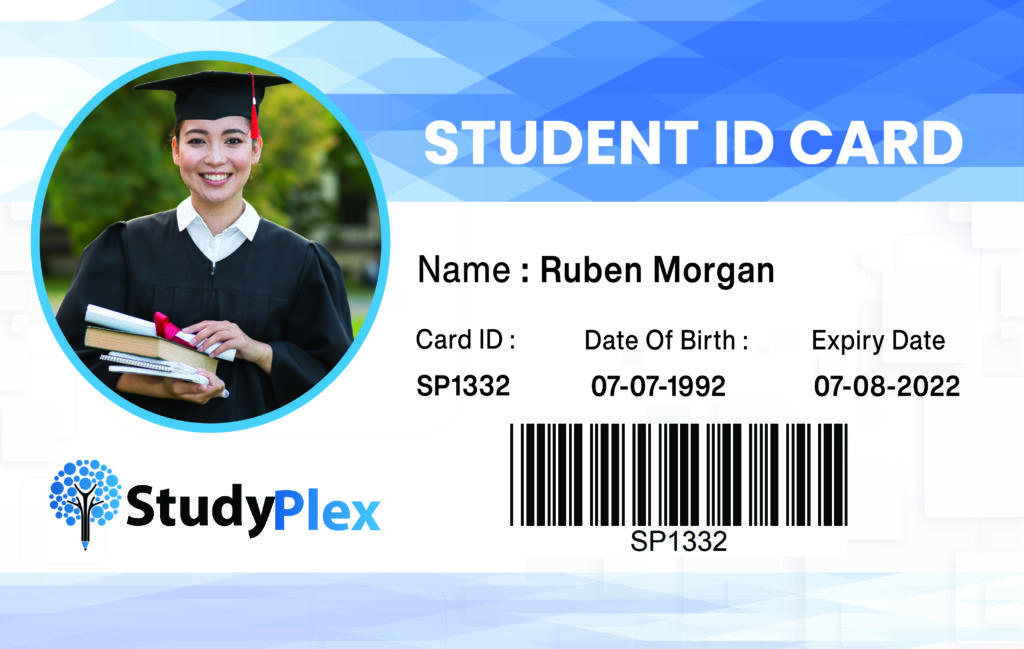 STUDENT ID CARD
Name : Ruben Morgan
Card ID : Date Of Birth : Expiry Date
SP1332 07-07-1992 07-08-2022
StudyPlex
SP1332